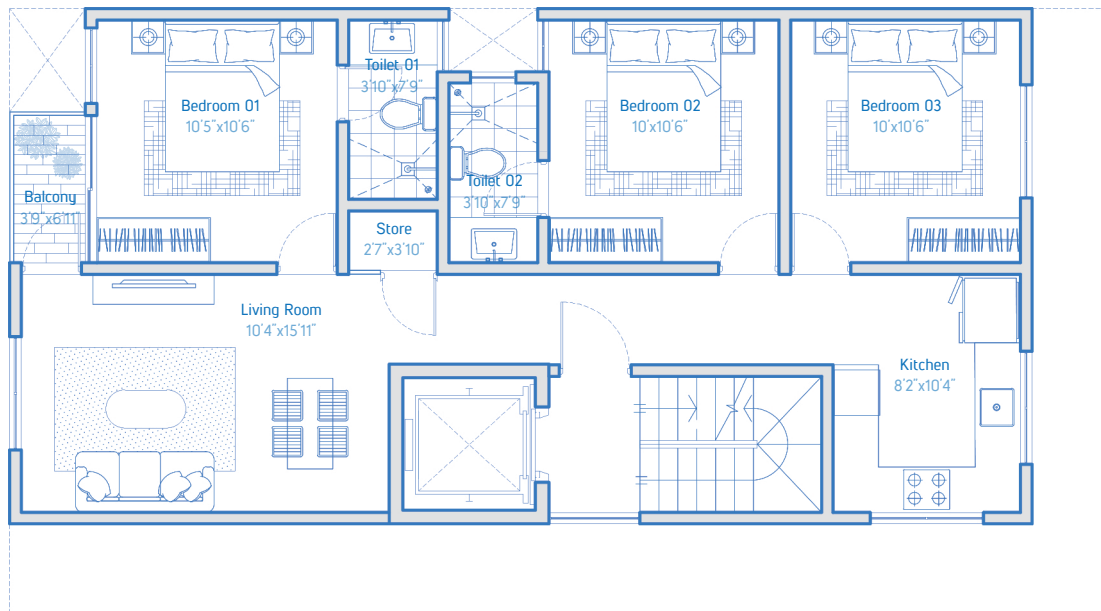 Bedroom 01
10'5"x10'6"
Toilet 01
3'10"x7'9"
Bedroom 02
10'x10'6"
Bedroom 03
10'x10'6"
Balcony
3'9"x6'11"
Toilet 02
3'10"x7'9"
Store
2'7"x3'10"
Living Room
10'4"x15'11"
Kitchen
8'2"x10'4"